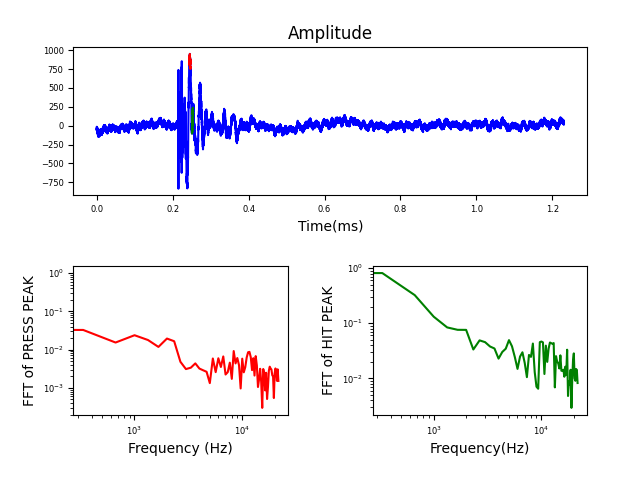 Amplitude
1000
750
500
250
0
−250
−500
−750
0.0 0.2 0.4 0.6 0.8 1.0 1.2
Time(ms)
FFT of PRESS PEAK
10⁰
10⁻¹
10⁻²
10⁻³
10³ 10⁴
Frequency (Hz)
FFT of HIT PEAK
10⁰
10⁻¹
10⁻²
10³ 10⁴
Frequency(Hz)